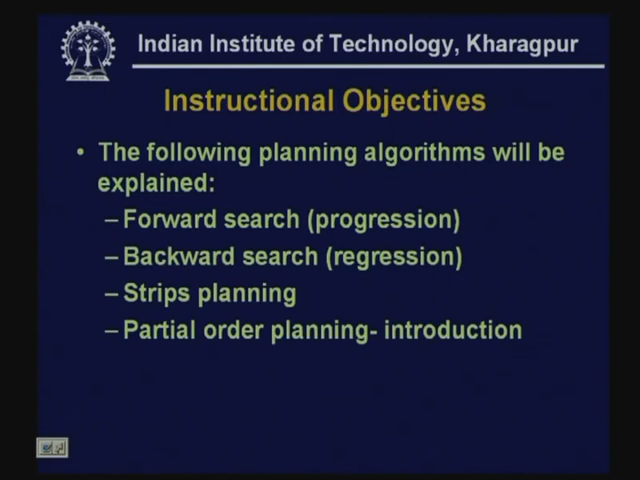 Indian Institute of Technology, Kharagpur
Instructional Objectives
• The following planning algorithms will be
explained:
– Forward search (progression)
– Backward search (regression)
– Strips planning
– Partial order planning- introduction